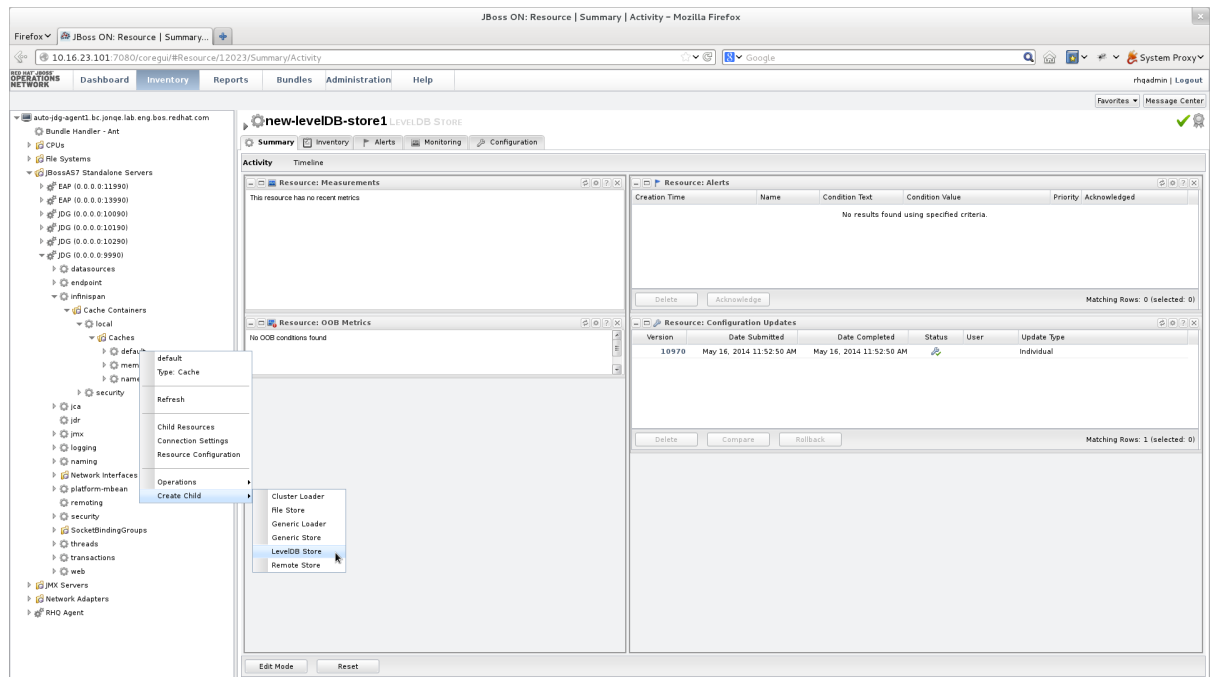 JBoss ON: Resource | Summary | Activity – Mozilla Firefox
Firefox
JBoss ON: Resource | Summary...
10.16.23.101:7080/coregui/#Resource/12023/Summary/Activity
Google
System Proxy
RED HAT JBOSS
OPERATIONS
NETWORK
Dashboard Inventory Reports Bundles Administration Help
rhqadmin | Logout
Favorites Message Center
auto-jdg-agent1.bc.jonqe.lab.eng.bos.redhat.com
Bundle Handler - Ant
CPUs
File Systems
JBossAS7 Standalone Servers
EAP (0.0.0.0:11990)
EAP (0.0.0.0:13990)
JDG (0.0.0.0:10090)
JDG (0.0.0.0:10190)
JDG (0.0.0.0:10290)
JDG (0.0.0.0:9990)
datasources
endpoint
infinispan
Cache Containers
local
Caches
default
mem
name
security
jca
jdr
jmx
logging
naming
Network Interfaces
platform-mbean
remoting
security
SocketBindingGroups
threads
transactions
web
JMX Servers
Network Adapters
RHQ Agent
default
Type: Cache
Refresh
Child Resources
Connection Settings
Resource Configuration
Operations
Create Child
Cluster Loader
File Store
Generic Loader
Generic Store
LevelDB Store
Remote Store
new-levelDB-store1 LEVELDB STORE
Summary Inventory Alerts Monitoring Configuration
Activity Timeline
Resource: Measurements
This resource has no recent metrics
Resource: OOB Metrics
No OOB conditions found
Resource: Alerts
Creation Time Name Condition Text Condition Value Priority Acknowledged
No results found using specified criteria.
Delete Acknowledge Matching Rows: 0 (selected: 0)
Resource: Configuration Updates
Version Date Submitted Date Completed Status User Update Type
10970 May 16, 2014 11:52:50 AM May 16, 2014 11:52:50 AM Individual
Delete Compare Rollback Matching Rows: 1 (selected: 0)
Edit Mode Reset